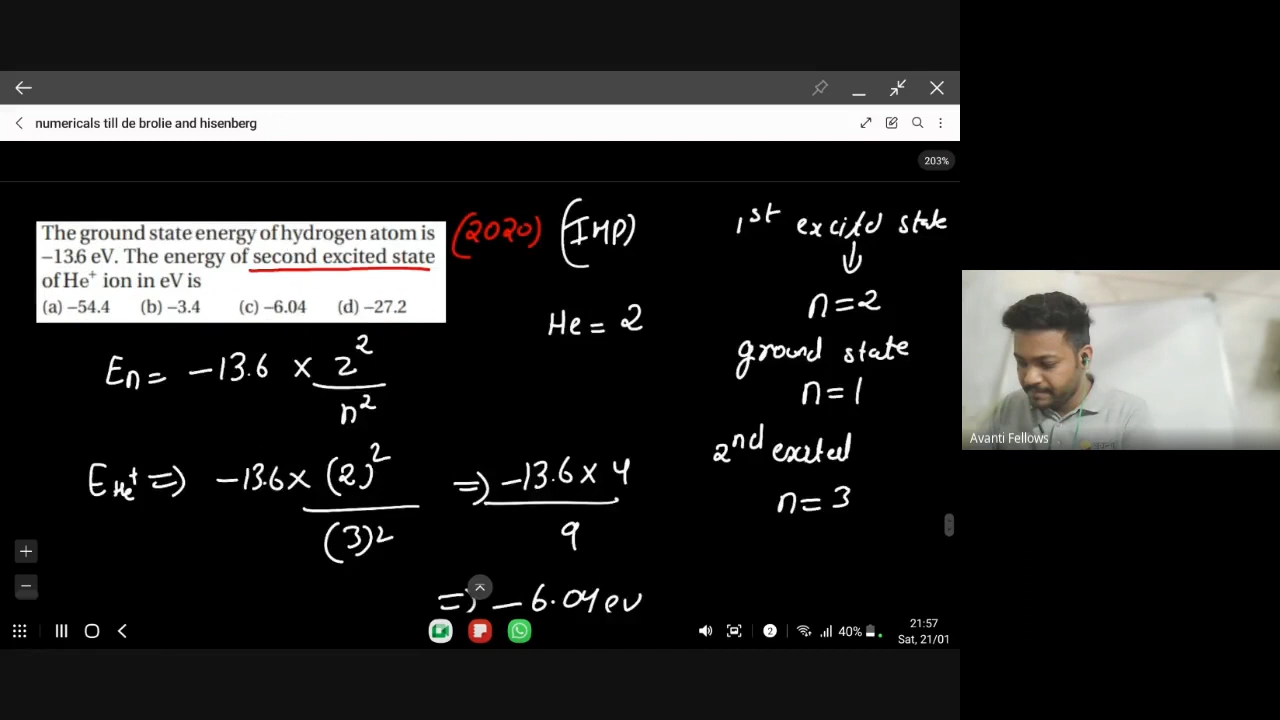 numericals till de brolie and hisenberg
203%
The ground state energy of hydrogen atom is
–13.6 eV. The energy of second excited state
of He⁺ ion in eV is
(a) –54.4 (b) –3.4 (c) –6.04 (d) –27.2
(2020) (IMP)
He = 2
En = -13.6 × z²/n²
E He⁺ => -13.6 × (2)²/(3)² => -13.6 × 4/9
=> -6.04 ev
1st excited state
↓
n = 2
ground state
n = 1
2nd excited
n = 3
Avanti Fellows
2
40%
21:57
Sat, 21/01